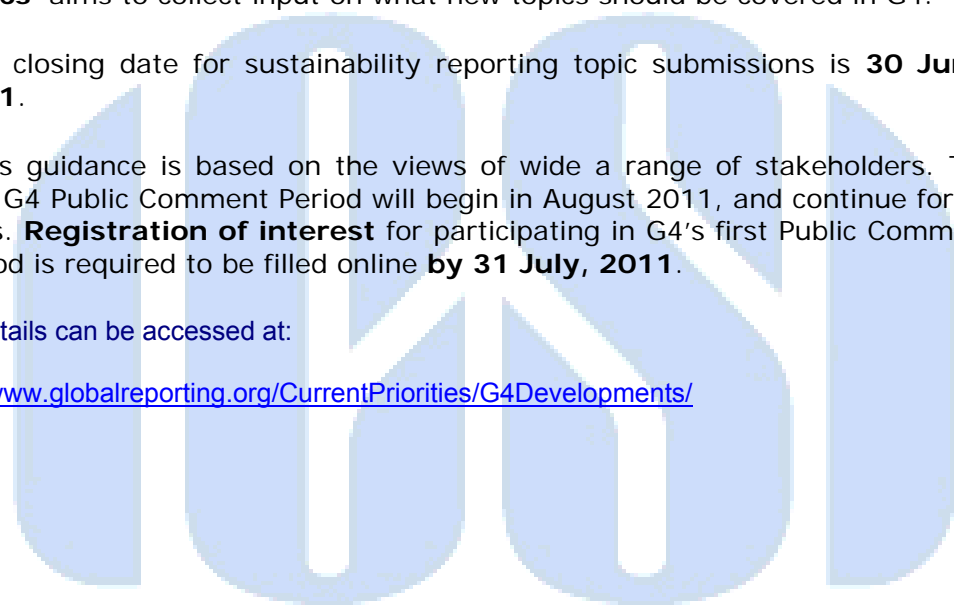 aims to collect input on what new topics should be covered in G4.
closing date for sustainability reporting topic submissions is 30 Jun
1.
s guidance is based on the views of wide a range of stakeholders. T
G4 Public Comment Period will begin in August 2011, and continue for
s. Registration of interest for participating in G4's first Public Comm
od is required to be filled online by 31 July, 2011.
tails can be accessed at:
www.globalreporting.org/CurrentPriorities/G4Developments/
ICSI